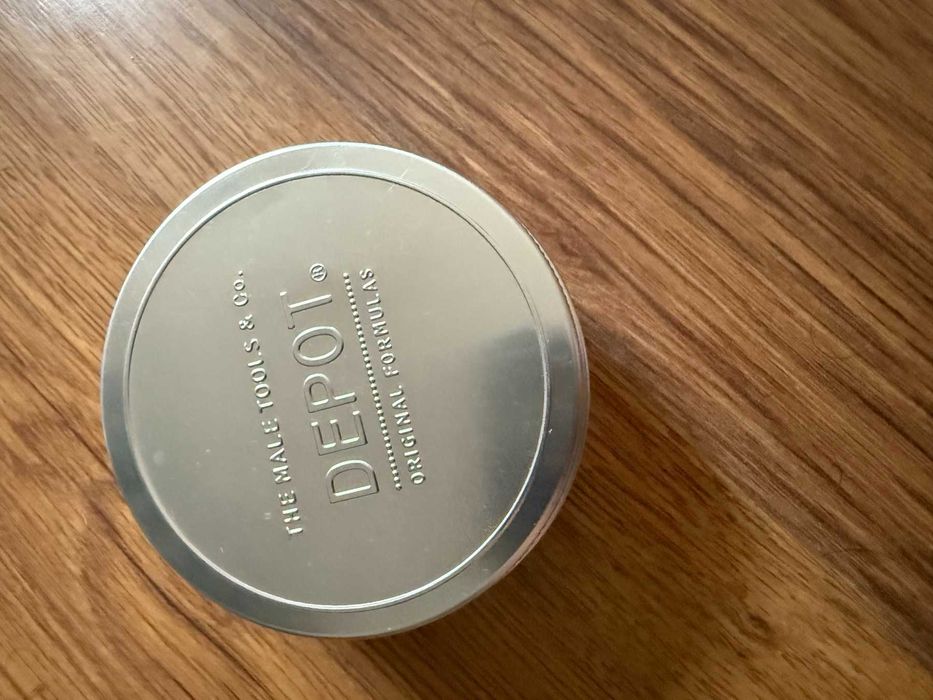 THE MALE TOOLS & Co.
DEPOT®
ORIGINAL FORMULAS